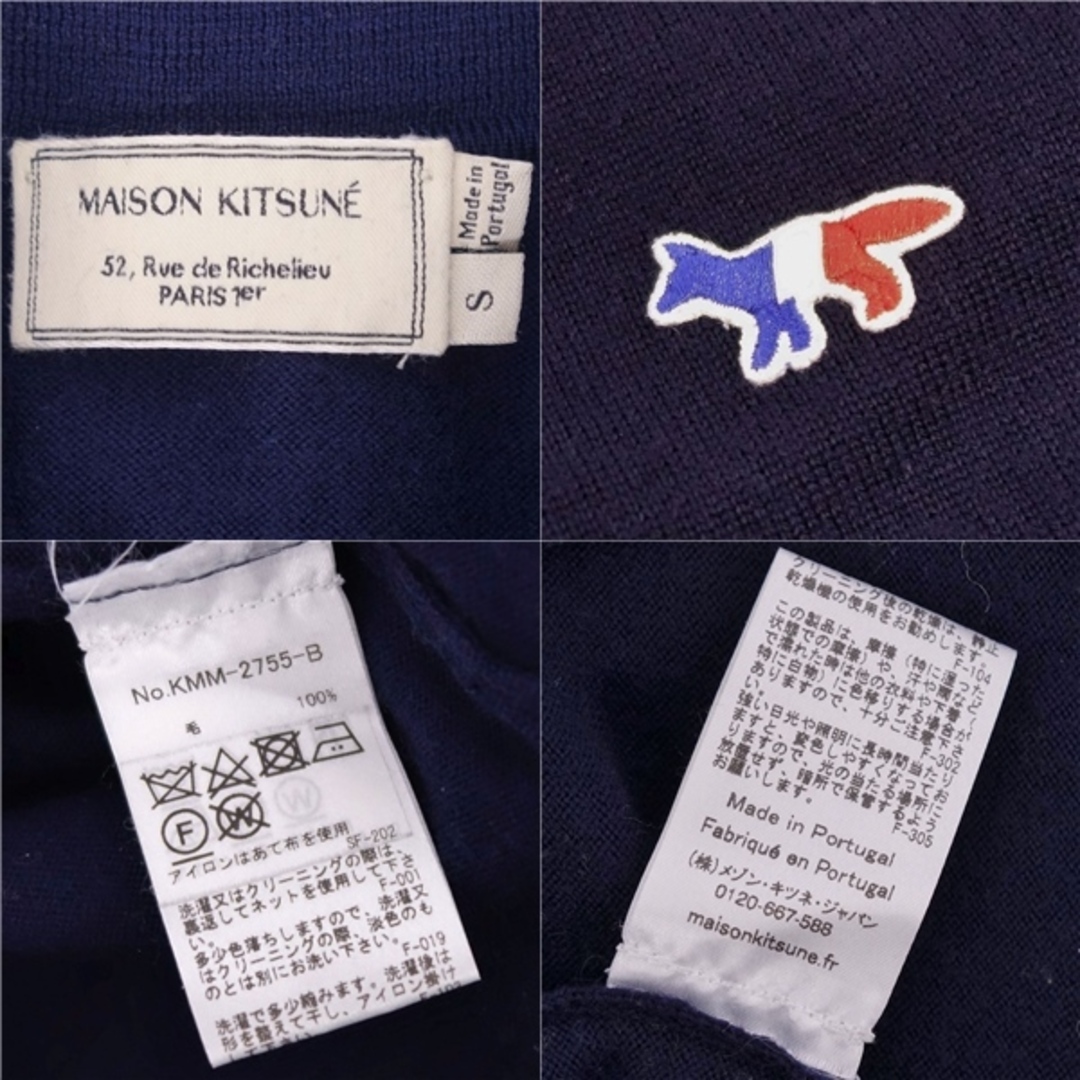 MAISON KITSUNÉ
52, Rue de Richelieu
PARIS 1er
Made in
Portugal
S
No.KMM-2755-B
毛 100%
F
W
W
アイロンはあて布を使用
SF-202
洗濯又はクリーニングの際は、
裏返してネットを使用して下さ
い。 F-001
多少色落ちしますので、洗濯又
はクリーニングの際、淡色のも
のとは別にお洗い下さい。
F-019
洗濯で多少縮みます。洗濯後は
形を整えて干し、アイロン掛け
クリーニング後の乾燥は、静止
乾燥機の使用をお勧めします。
F-104
この製品は、摩擦(特に湿った
状態での摩擦)や、汗や雨など
で濡れた時は他の衣料(下着や
特に白物)に色移りする場合が
ありますので、十分ご注意下さ
い。 F-302
強い日光や照明に長時間当たり
ますと、変色しやすくなってお
りますので、光の当たる場所に
放置せず、暗所で保管するよう
お願いします。 F-305
Made in Portugal
Fabriqué en Portugal
(株)メゾン・キツネ・ジャパン
0120-667-588
maisonkitsune.fr